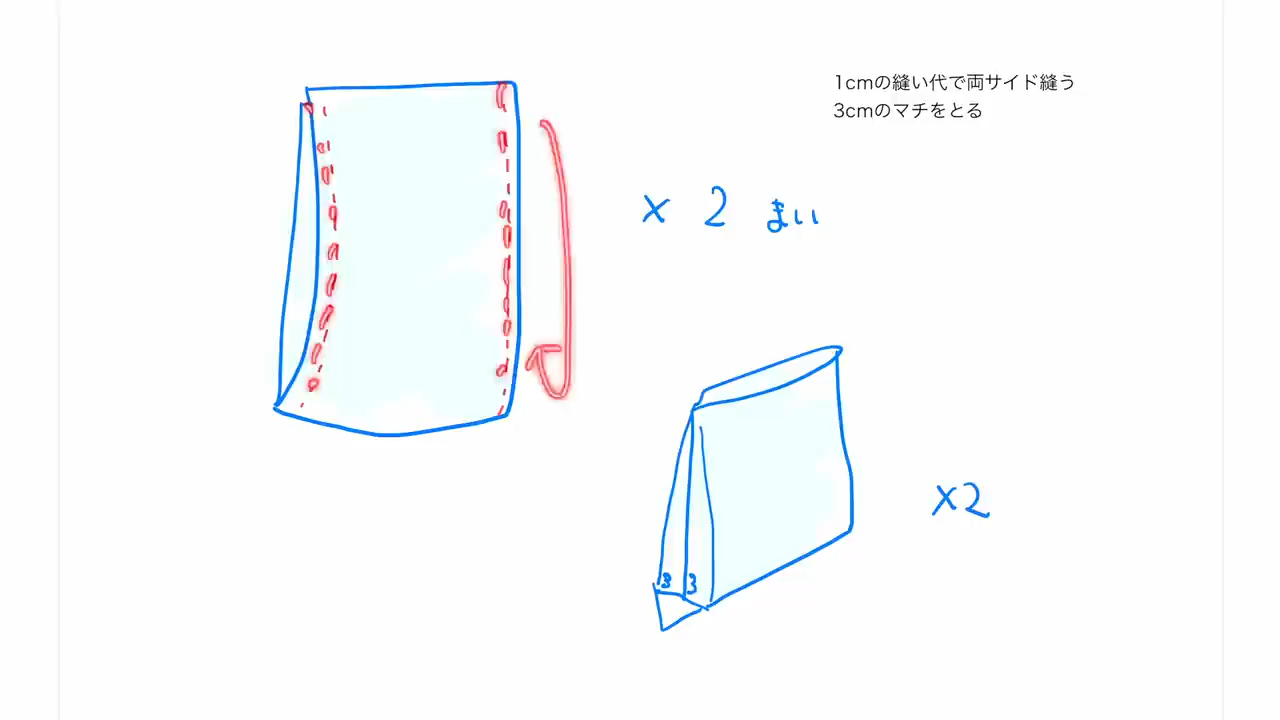 1cmの縫い代で両サイド縫う
3cmのマチをとる
× 2 まい
×2
3 3